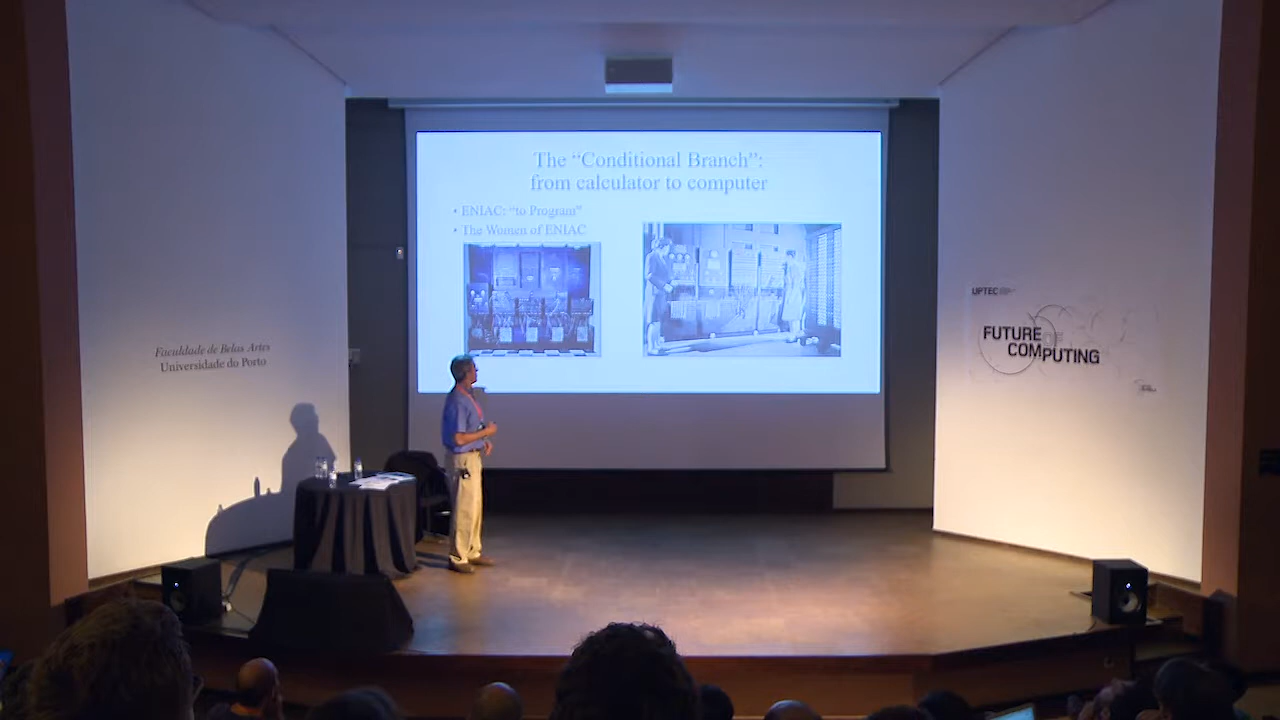 The “Conditional Branch”:
from calculator to computer
• ENIAC: “to Program”
• The Women of ENIAC
Faculdade de Belas Artes
Universidade do Porto
UPTEC
FUTURE OF
COMPUTING